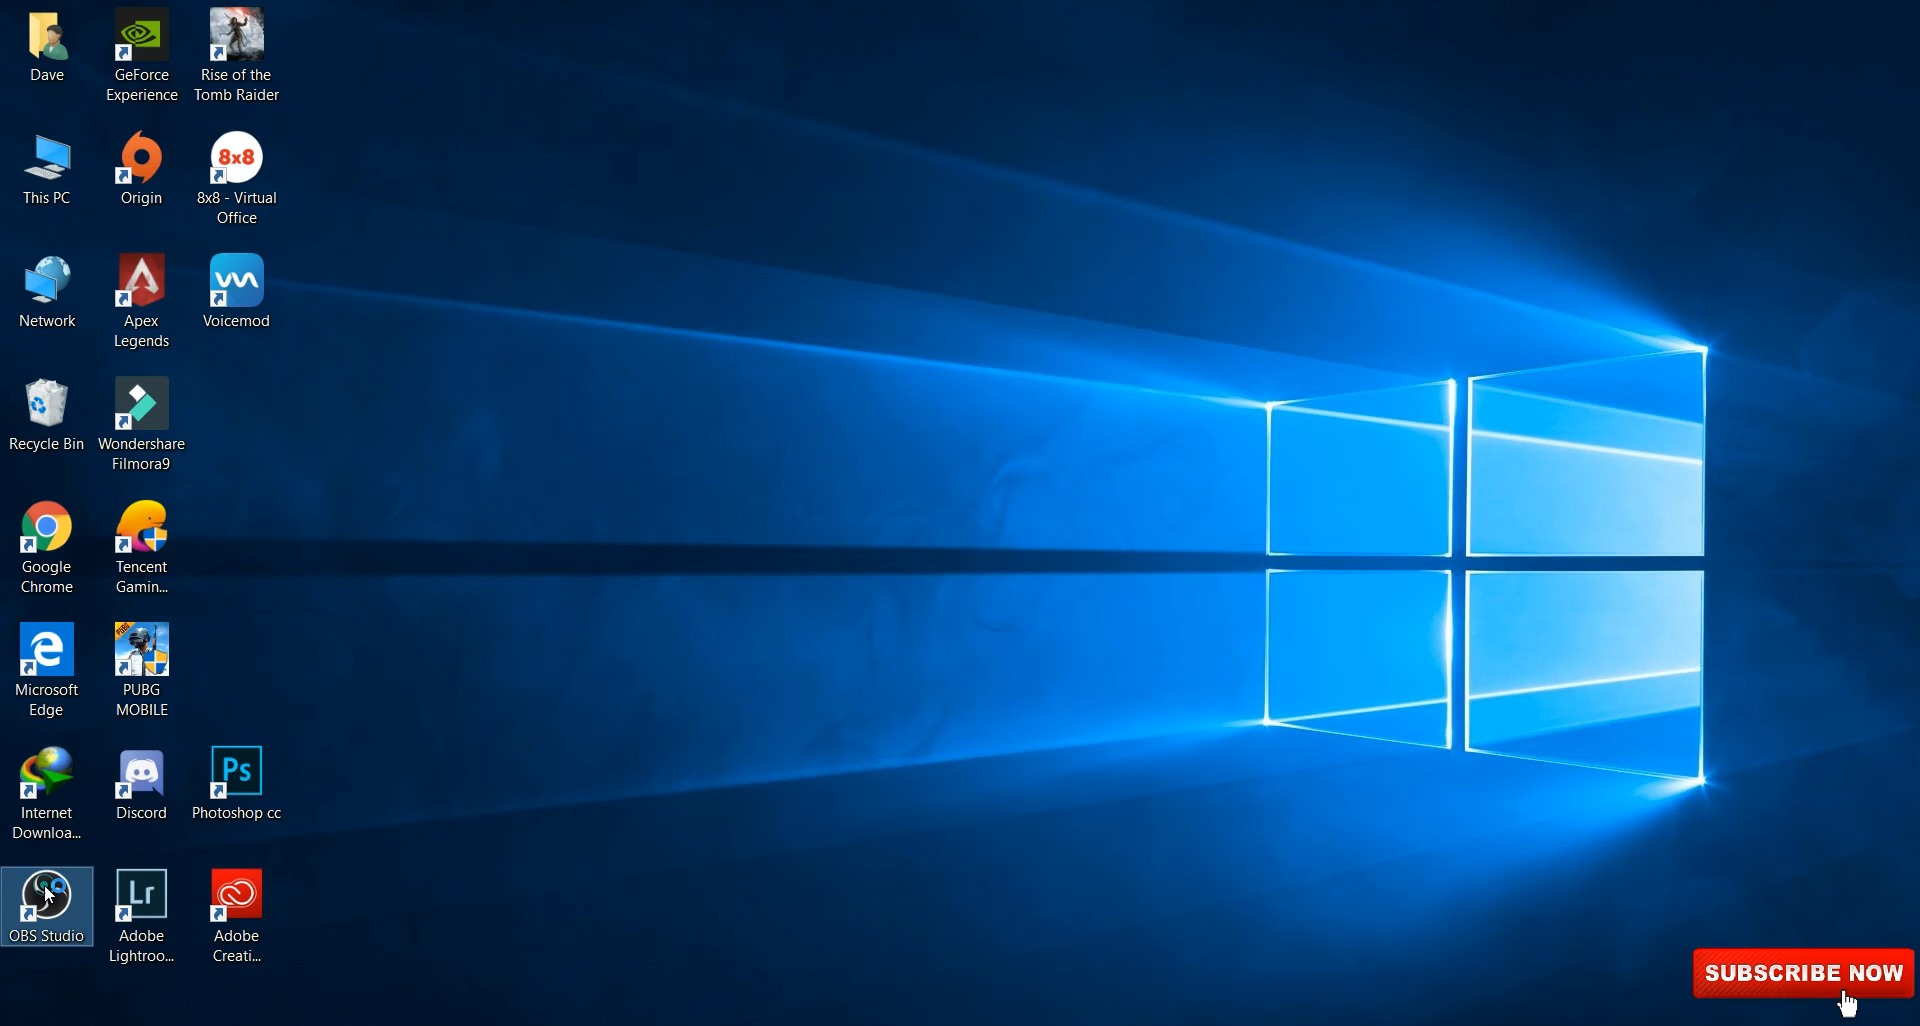 Dave
GeForce
Experience
Rise of the
Tomb Raider
This PC
Origin
8x8
8x8 - Virtual
Office
Network
Apex
Legends
Voicemod
Recycle Bin
Wondershare
Filmora9
Google
Chrome
Tencent
Gamin...
Microsoft
Edge
PUBG
PUBG
MOBILE
Internet
Downloa...
Discord
Ps
Photoshop cc
OBS Studio
Lr
Adobe
Lightroo...
Adobe
Creati...
SUBSCRIBE NOW